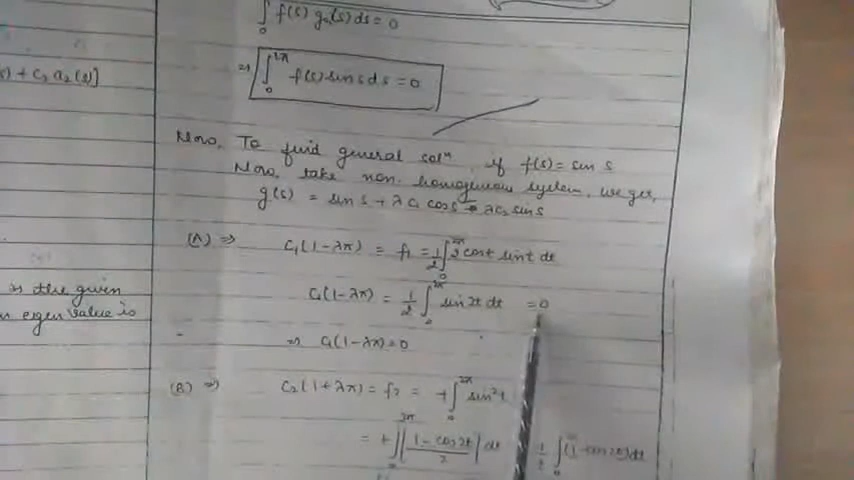 ∫₀ f(s) g₂(s) ds = 0
⇒ ∫₀^{2π} f(s) sin s ds = 0
s) + c₂ a₂(s)]
Now, To find general solⁿ, if f(s) = sin s
Now, take non-homogeneous system, we get,
g(s) = sin s + λ c₁ cos s - λ c₂ sin s
(A) ⇒ c₁(1-λπ) = f₁ = 1/2 ∫₀^{2π} 2 cos t sin t dt
c₁(1-λπ) = 1/2 ∫₀^{2π} sin 2t dt = 0
is the given
n eigen value is
⇒ c₁(1-λπ) = 0
(B) ⇒ c₂(1+λπ) = f₂ = + ∫₀^{2π} sin² t
= + ∫₀^{2π} [(1 - cos 2t)/2] dt 1/2 ∫₀ (1 - cos 2t) dt